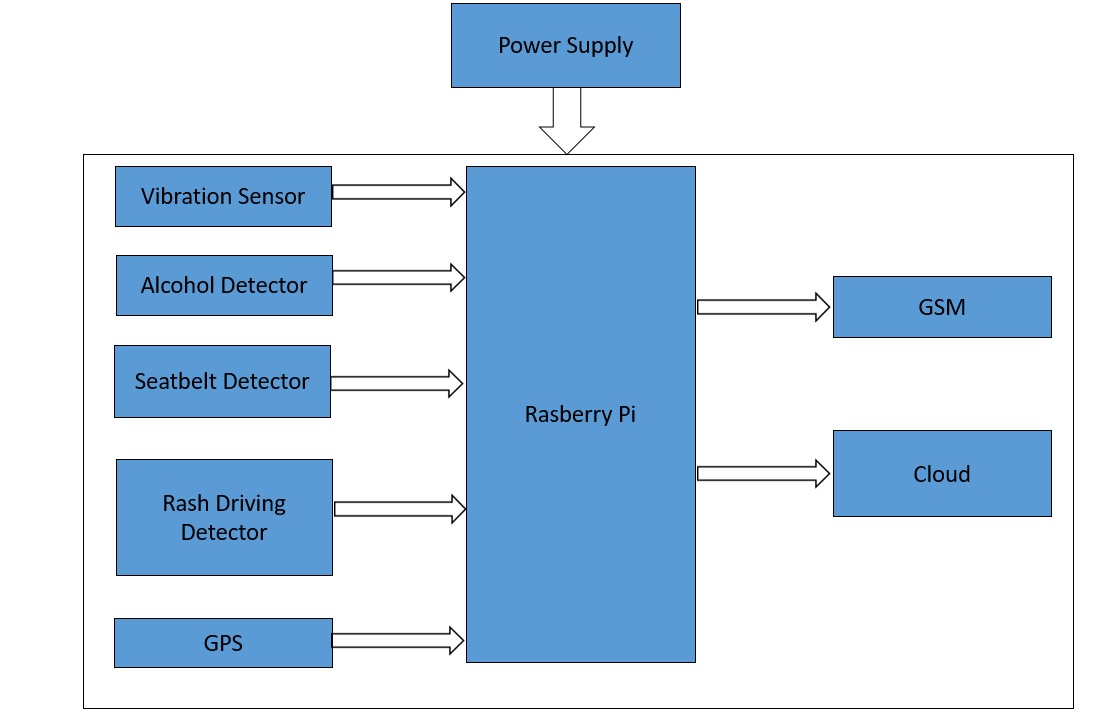 Power Supply
Vibration Sensor
Alcohol Detector
Seatbelt Detector
Rash Driving
Detector
GPS
Rasberry Pi
GSM
Cloud